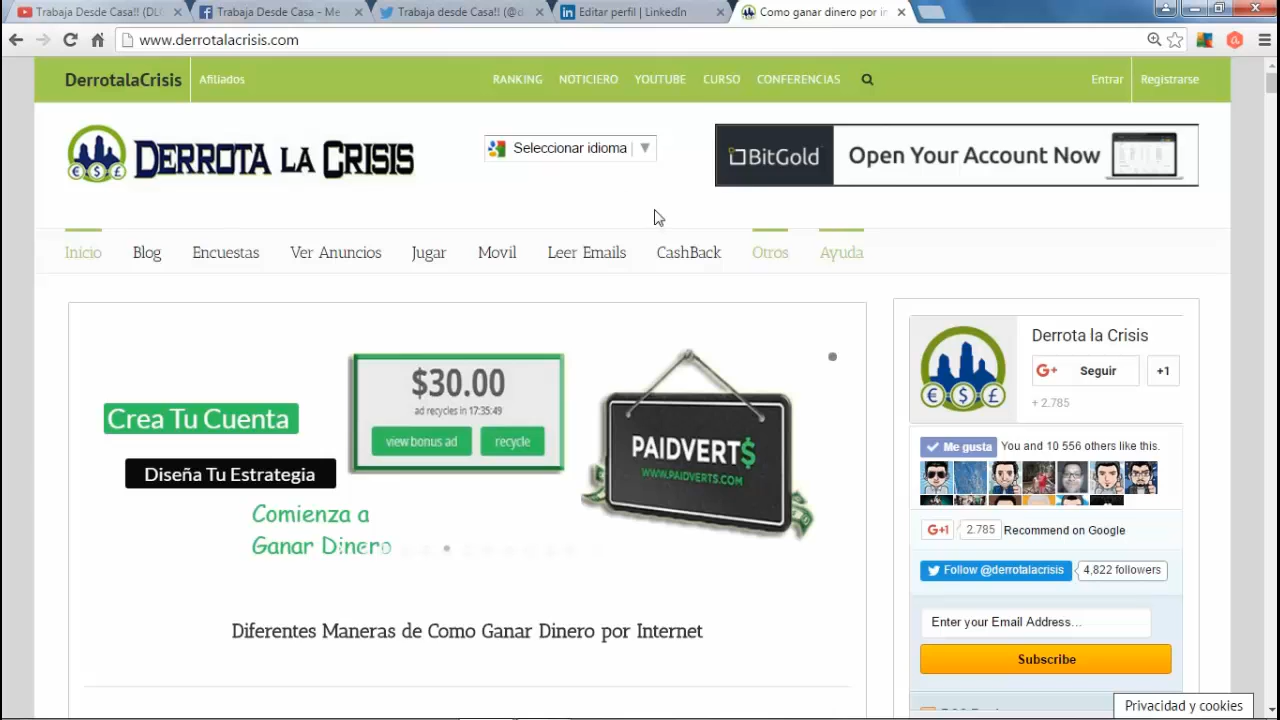 Trabaja Desde Casa!! (DLC
Trabaja Desde Casa - Me
Trabaja desde Casa!! (@d
Editar perfil | LinkedIn
Como ganar dinero por in
www.derrotalacrisis.com
DerrotalaCrisis
Afiliados
RANKING
NOTICIERO
YOUTUBE
CURSO
CONFERENCIAS
Entrar
Registrarse
DERROTA LA CRISIS
Seleccionar idioma
BitGold
Open Your Account Now
Inicio
Blog
Encuestas
Ver Anuncios
Jugar
Movil
Leer Emails
CashBack
Otros
Ayuda
Crea Tu Cuenta
Diseña Tu Estrategia
Comienza a
Ganar Dinero
$30.00
ad recycles in 17:35:49
view bonus ad
recycle
PAIDVERT$
WWW.PAIDVERTS.COM
Diferentes Maneras de Como Ganar Dinero por Internet
Derrota la Crisis
G+ Seguir
+1
+ 2.785
Me gusta
You and 10 556 others like this.
G+1
2.785
Recommend on Google
Follow @derrotalacrisis
4,822 followers
Enter your Email Address...
Subscribe
Privacidad y cookies